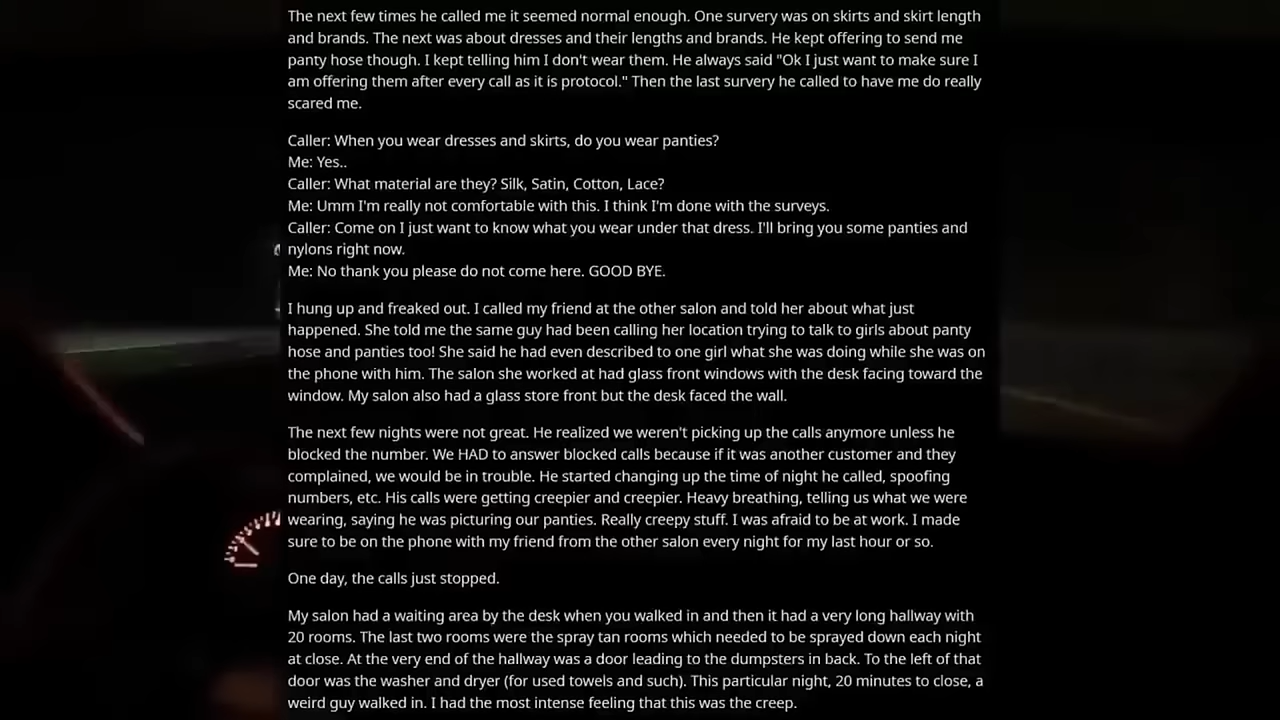 The next few times he called me it seemed normal enough. One survery was on skirts and skirt length
and brands. The next was about dresses and their lengths and brands. He kept offering to send me
panty hose though. I kept telling him I don't wear them. He always said "Ok I just want to make sure I
am offering them after every call as it is protocol." Then the last survery he called to have me do really
scared me.
Caller: When you wear dresses and skirts, do you wear panties?
Me: Yes..
Caller: What material are they? Silk, Satin, Cotton, Lace?
Me: Umm I'm really not comfortable with this. I think I'm done with the surveys.
Caller: Come on I just want to know what you wear under that dress. I'll bring you some panties and
nylons right now.
Me: No thank you please do not come here. GOOD BYE.
I hung up and freaked out. I called my friend at the other salon and told her about what just
happened. She told me the same guy had been calling her location trying to talk to girls about panty
hose and panties too! She said he had even described to one girl what she was doing while she was on
the phone with him. The salon she worked at had glass front windows with the desk facing toward the
window. My salon also had a glass store front but the desk faced the wall.
The next few nights were not great. He realized we weren't picking up the calls anymore unless he
blocked the number. We HAD to answer blocked calls because if it was another customer and they
complained, we would be in trouble. He started changing up the time of night he called, spoofing
numbers, etc. His calls were getting creepier and creepier. Heavy breathing, telling us what we were
wearing, saying he was picturing our panties. Really creepy stuff. I was afraid to be at work. I made
sure to be on the phone with my friend from the other salon every night for my last hour or so.
One day, the calls just stopped.
My salon had a waiting area by the desk when you walked in and then it had a very long hallway with
20 rooms. The last two rooms were the spray tan rooms which needed to be sprayed down each night
at close. At the very end of the hallway was a door leading to the dumpsters in back. To the left of that
door was the washer and dryer (for used towels and such). This particular night, 20 minutes to close, a
weird guy walked in. I had the most intense feeling that this was the creep.